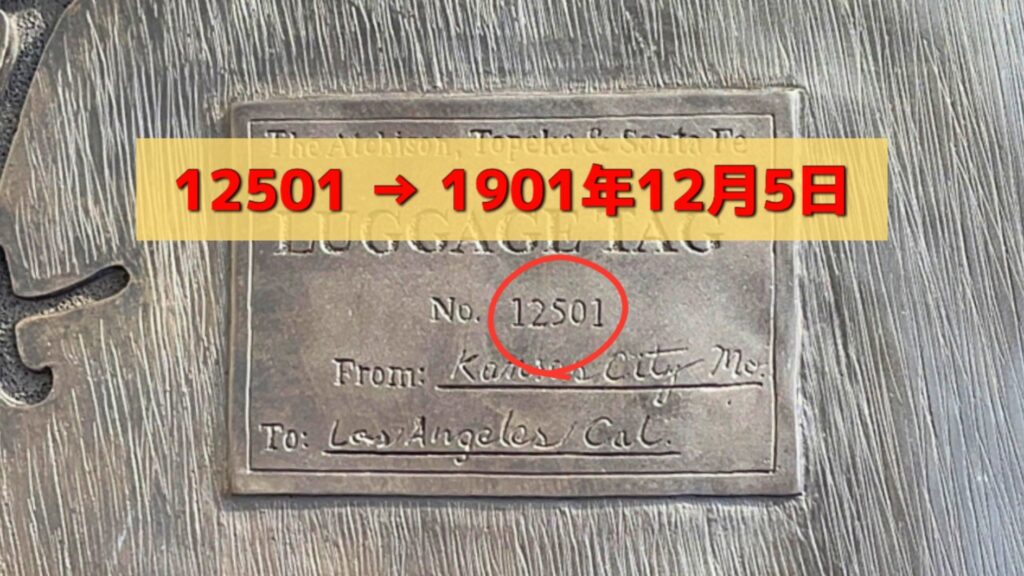 The Atchison, Topeka & Santa Fe
12501 → 1901年12月5日
LUGGAGE TAG
No. 12501
From: Kansas City Mo.
To: Los Angeles, Cal.